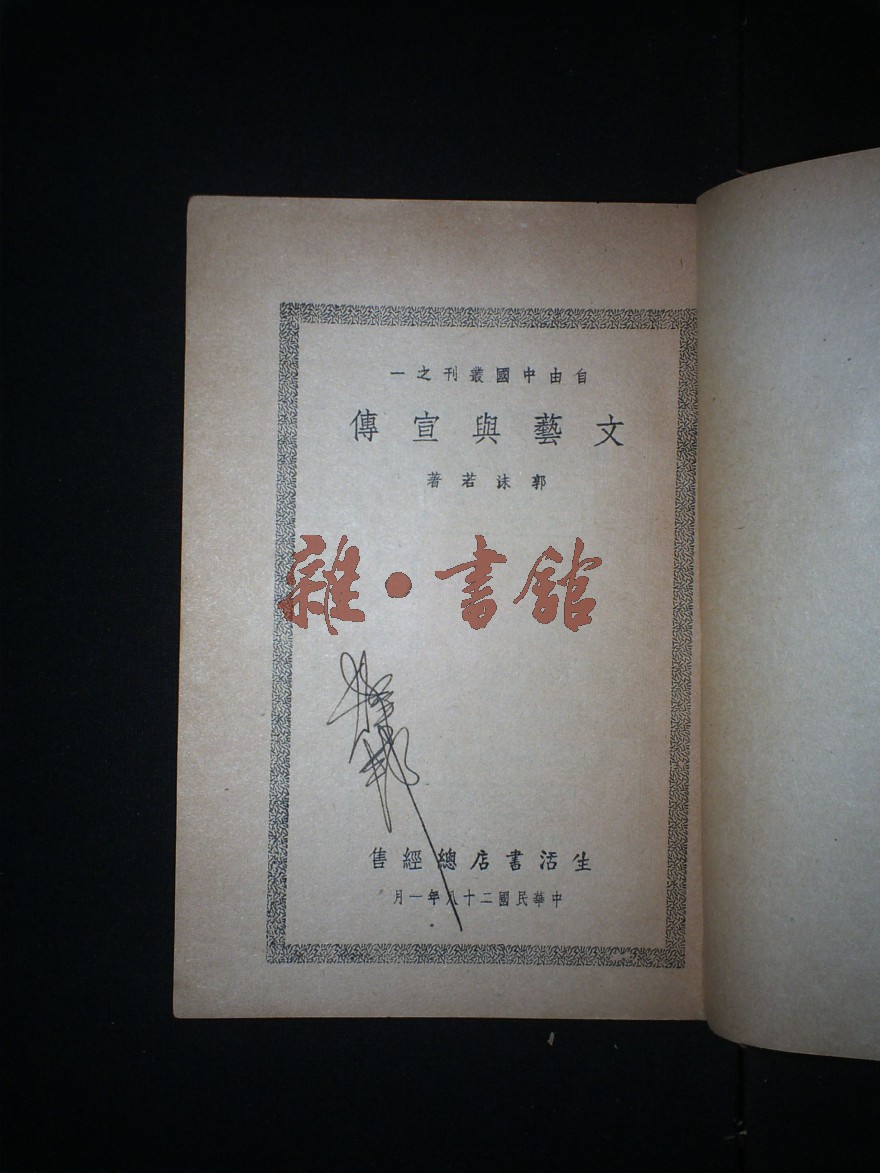 自由中國叢刊之一
文藝與宣傳
郭沫若著
雜·書館
生活書店總經售
中華民國二十八年一月